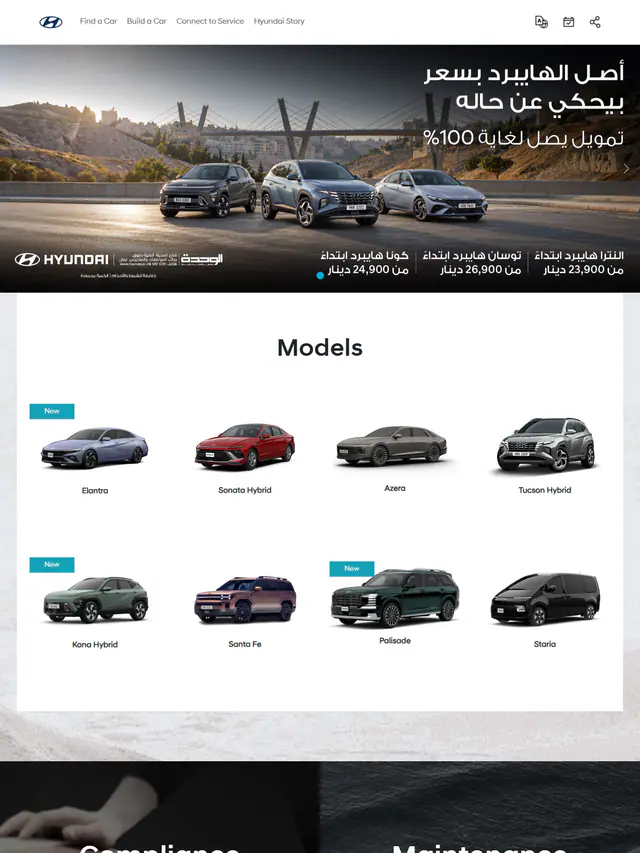 Find a Car
Build a Car
Connect to Service
Hyundai Story
أصل الهايبرد بسعر
بيحكي عن حاله
تمويل يصل لغاية 100%
HYUNDAI
الوحدة
النترا هايبرد ابتداءً
من 23,900 دينار
توسان هايبرد ابتداءً
من 26,900 دينار
كونا هايبرد ابتداءً
من 24,900 دينار
Models
New
Elantra
Sonata Hybrid
Azera
Tucson Hybrid
New
Kona Hybrid
Santa Fe
New
Palisade
Staria
Compliance
Maintenance